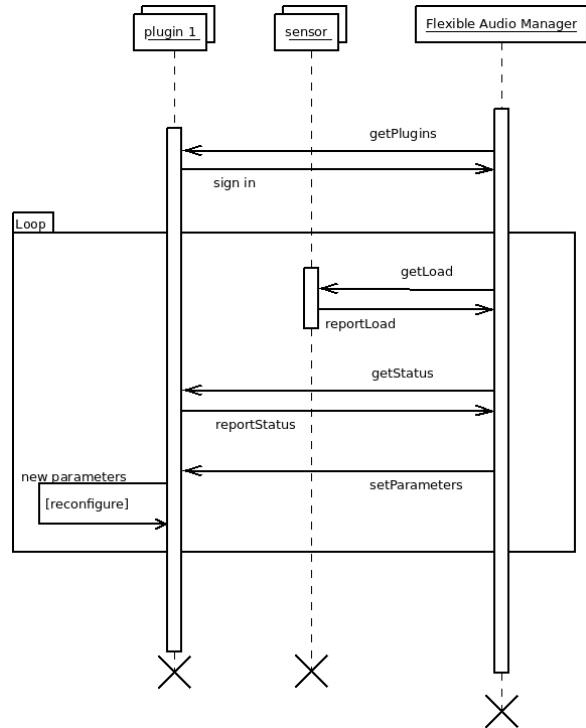 plugin 1
sensor
Flexible Audio Manager
getPlugins
sign in
Loop
getLoad
reportLoad
getStatus
reportStatus
new parameters
setParameters
[reconfigure]